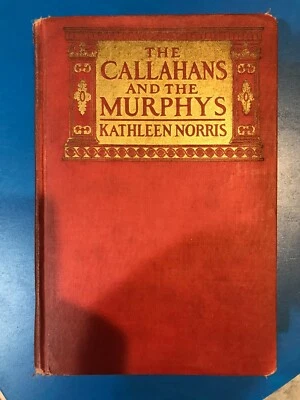 THE
CALLAHANS
AND THE
MURPHYS
KATHLEEN NORRIS